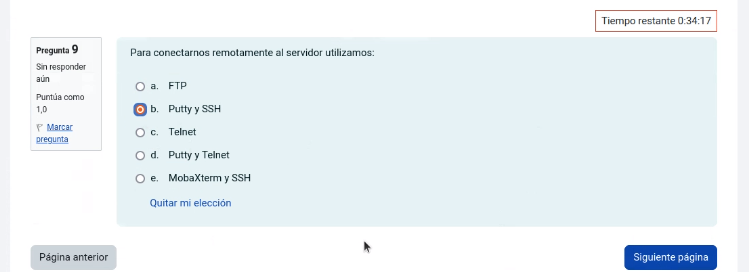 Tiempo restante 0:34:17
Pregunta 9
Sin responder
aún
Puntúa como
1,0
Marcar
pregunta
Para conectarnos remotamente al servidor utilizamos:
a. FTP
b. Putty y SSH
c. Telnet
d. Putty y Telnet
e. MobaXterm y SSH
Quitar mi elección
Página anterior
Siguiente página